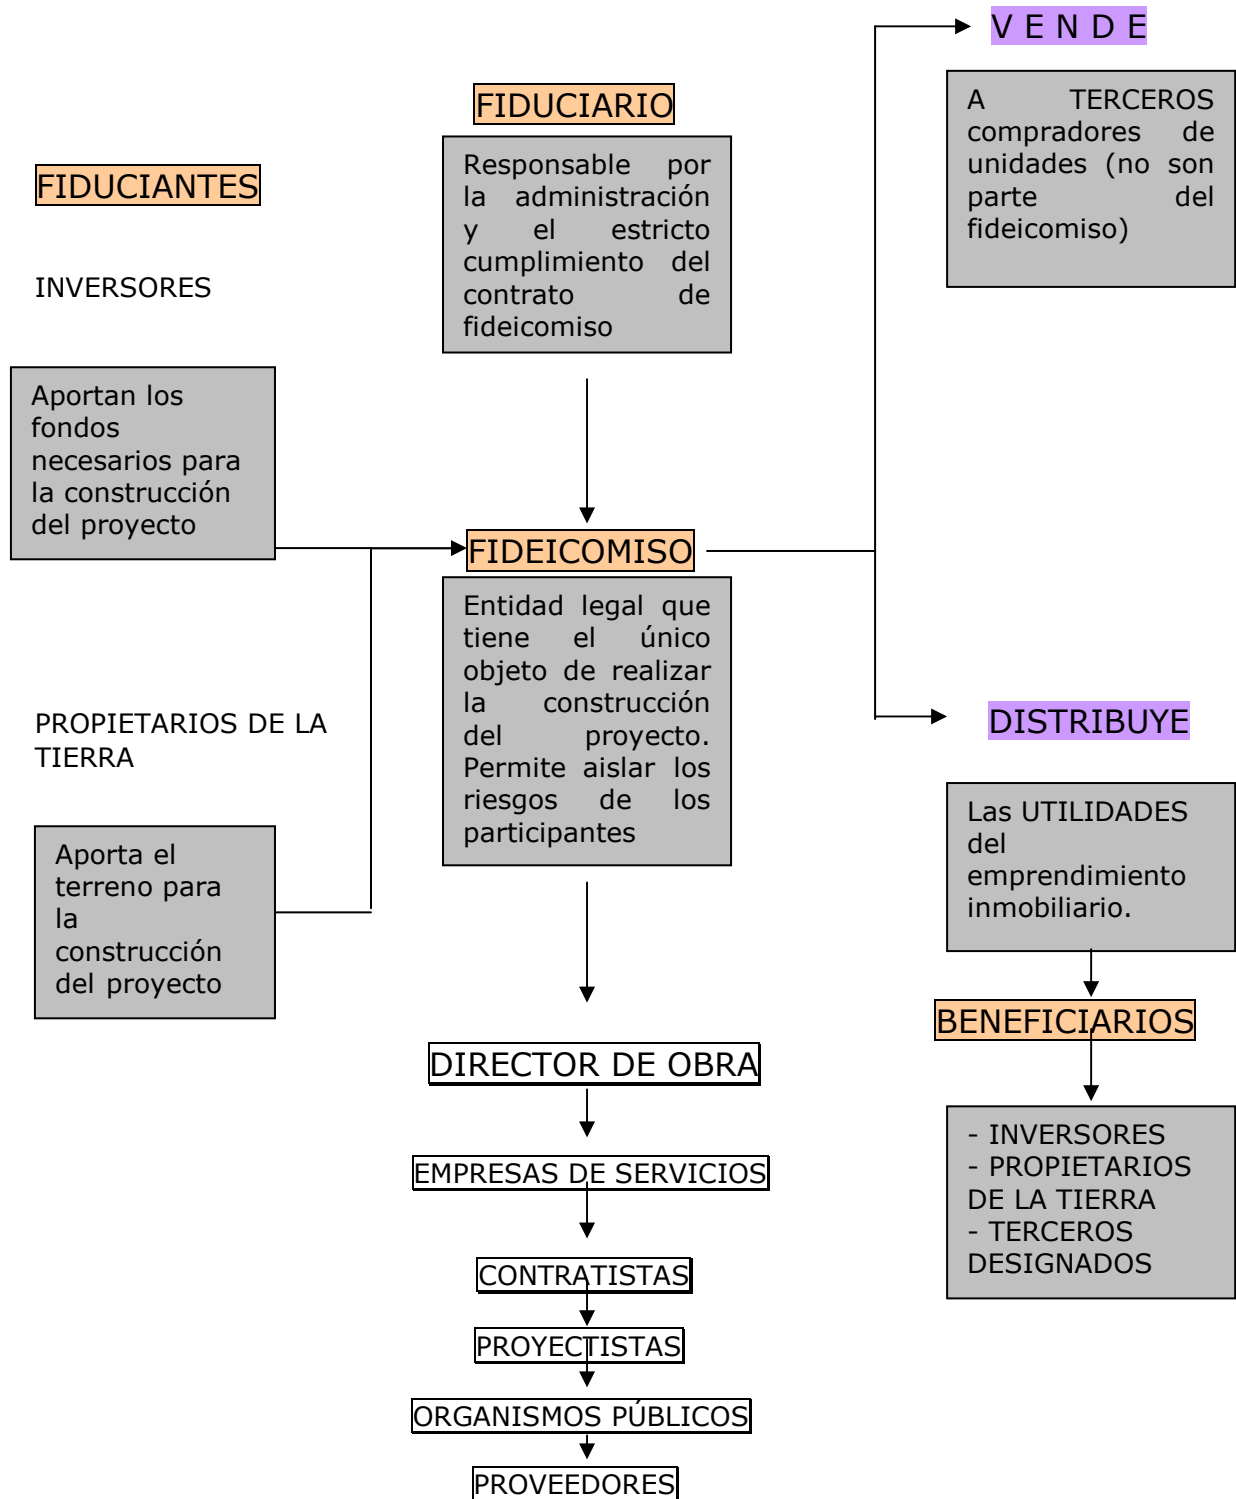 FIDUCIANTES
INVERSORES
Aportan los
fondos
necesarios para
la construcción
del proyecto
PROPIETARIOS DE LA
TIERRA
Aporta el
terreno para
la
construcción
del proyecto
FIDUCIARIO
Responsable por
la administración
y el estricto
cumplimiento del
contrato de
fideicomiso
FIDEICOMISO
Entidad legal que
tiene el único
objeto de realizar
la construcción
del proyecto.
Permite aislar los
riesgos de los
participantes
DIRECTOR DE OBRA
EMPRESAS DE SERVICIOS
CONTRATISTAS
PROYECTISTAS
ORGANISMOS PÚBLICOS
PROVEEDORES
V E N D E
A TERCEROS
compradores de
unidades (no son
parte del
fideicomiso)
DISTRIBUYE
Las UTILIDADES
del
emprendimiento
inmobiliario.
BENEFICIARIOS
- INVERSORES
- PROPIETARIOS
DE LA TIERRA
- TERCEROS
DESIGNADOS